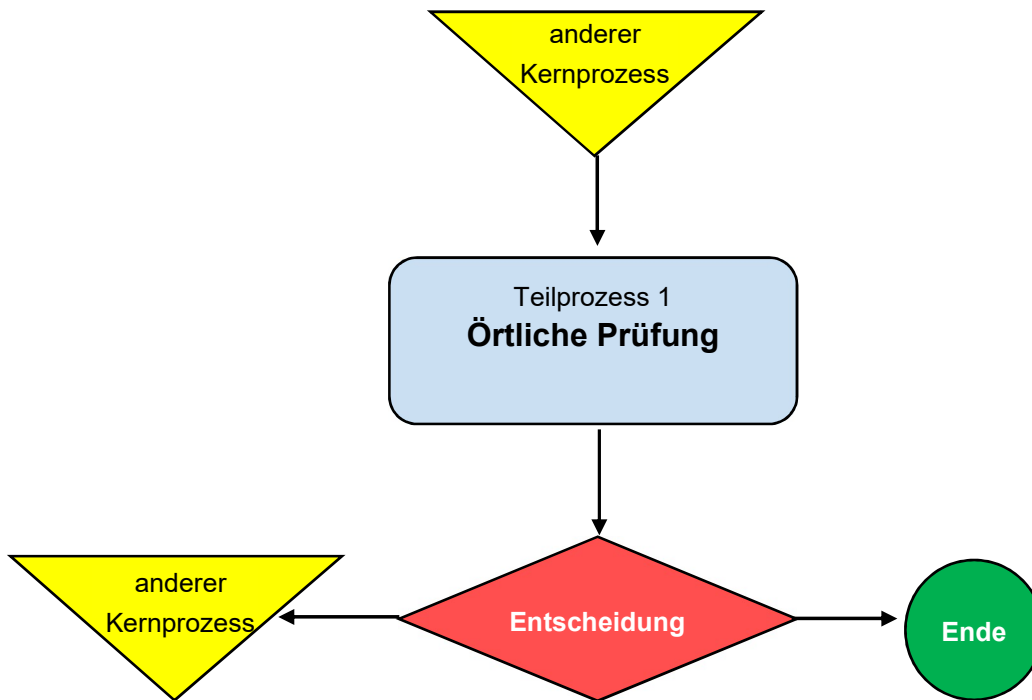 anderer
Kernprozess
Teilprozess 1
Örtliche Prüfung
anderer
Kernprozess
Entscheidung
Ende